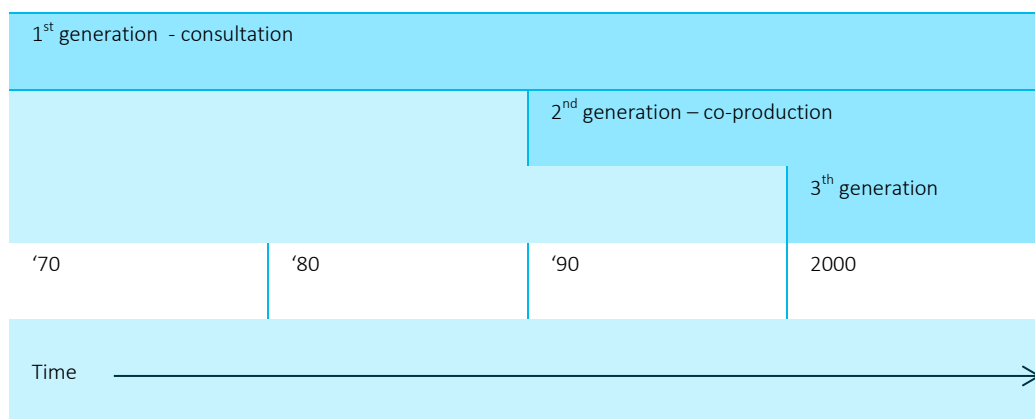 1st generation - consultation
2nd generation – co-production
3th generation
‘70 ‘80 ‘90 2000
Time